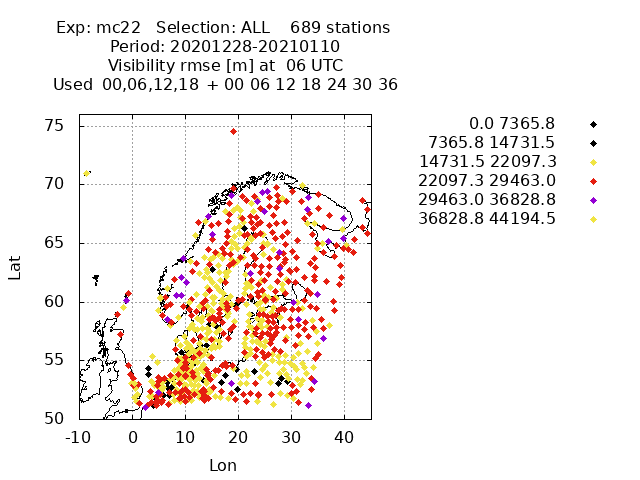 Exp: mc22 Selection: ALL 689 stations
Period: 20201228-20210110
Visibility rmse [m] at 06 UTC
Used 00,06,12,18 + 00 06 12 18 24 30 36
0.0 7365.8
7365.8 14731.5
14731.5 22097.3
22097.3 29463.0
29463.0 36828.8
36828.8 44194.5
75
70
65
60
55
50
Lat
-10 0 10 20 30 40
Lon